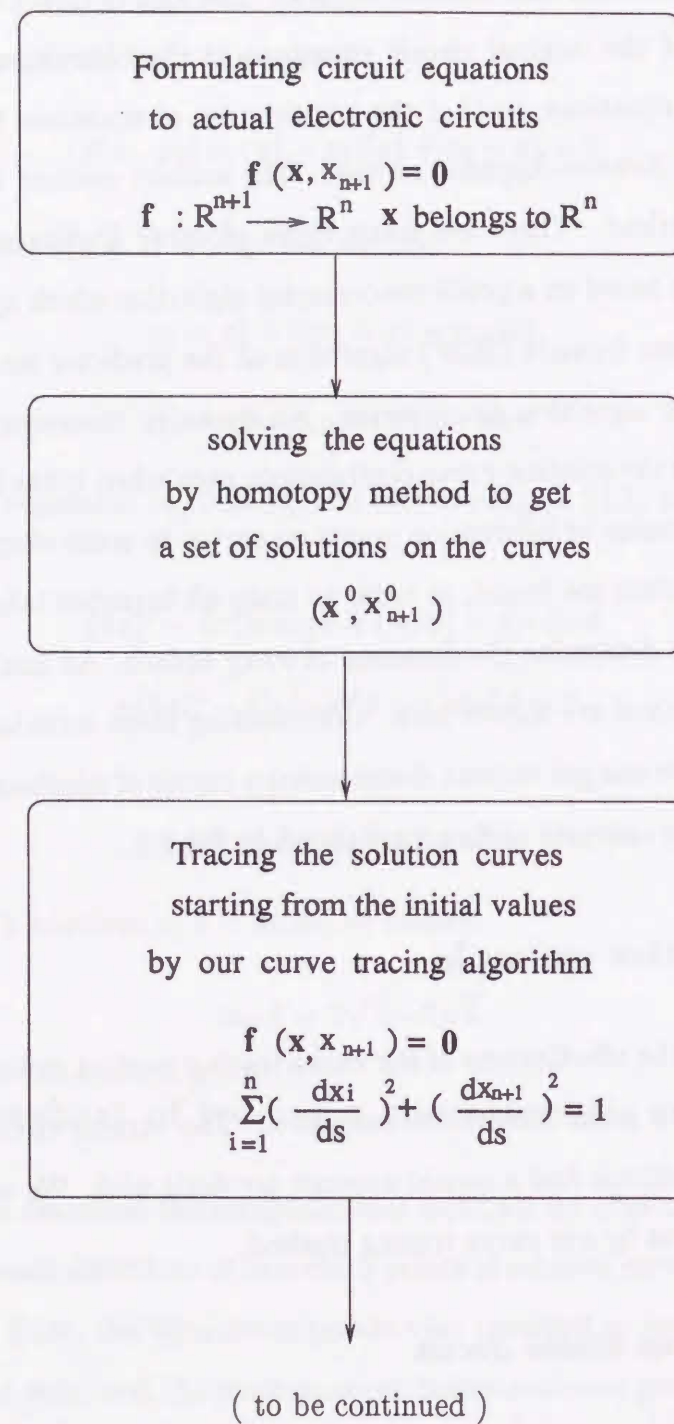 Formulating circuit equations
to actual electronic circuits
f (x, x_{n+1}) = 0
f : R^{n+1} ⟶ R^n x belongs to R^n
solving the equations
by homotopy method to get
a set of solutions on the curves
(x^0, x^0_{n+1})
Tracing the solution curves
starting from the initial values
by our curve tracing algorithm
f (x, x_{n+1}) = 0
\sum_{i=1}^{n} ( \frac{dxi}{ds} )^2 + ( \frac{dx_{n+1}}{ds} )^2 = 1
( to be continued )